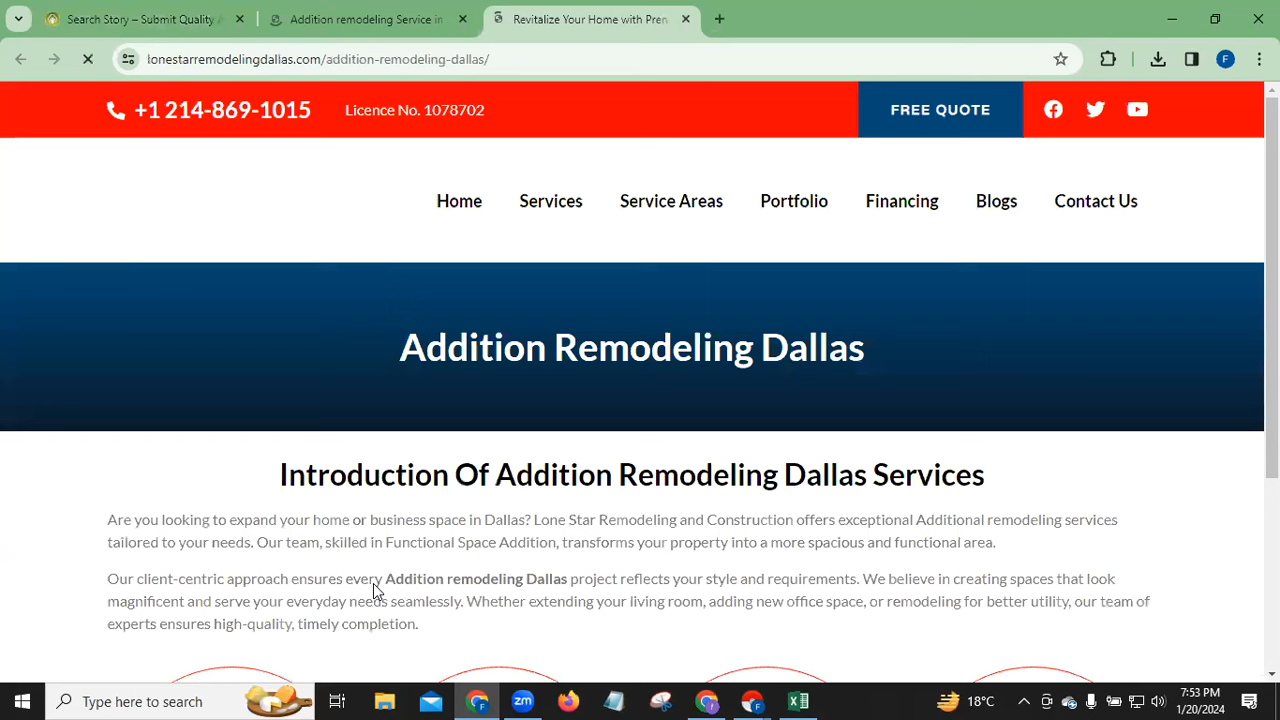 Search Story – Submit Quality
Addition remodeling Service in
Revitalize Your Home with Pren
lonestarremodelingdallas.com/addition-remodeling-dallas/
F
+1 214-869-1015
Licence No. 1078702
FREE QUOTE
Home
Services
Service Areas
Portfolio
Financing
Blogs
Contact Us
Addition Remodeling Dallas
Introduction Of Addition Remodeling Dallas Services
Are you looking to expand your home or business space in Dallas? Lone Star Remodeling and Construction offers exceptional Additional remodeling services
tailored to your needs. Our team, skilled in Functional Space Addition, transforms your property into a more spacious and functional area.
Our client-centric approach ensures every Addition remodeling Dallas project reflects your style and requirements. We believe in creating spaces that look
magnificent and serve your everyday needs seamlessly. Whether extending your living room, adding new office space, or remodeling for better utility, our team of
experts ensures high-quality, timely completion.
Type here to search
18°C
7:53 PM
1/20/2024